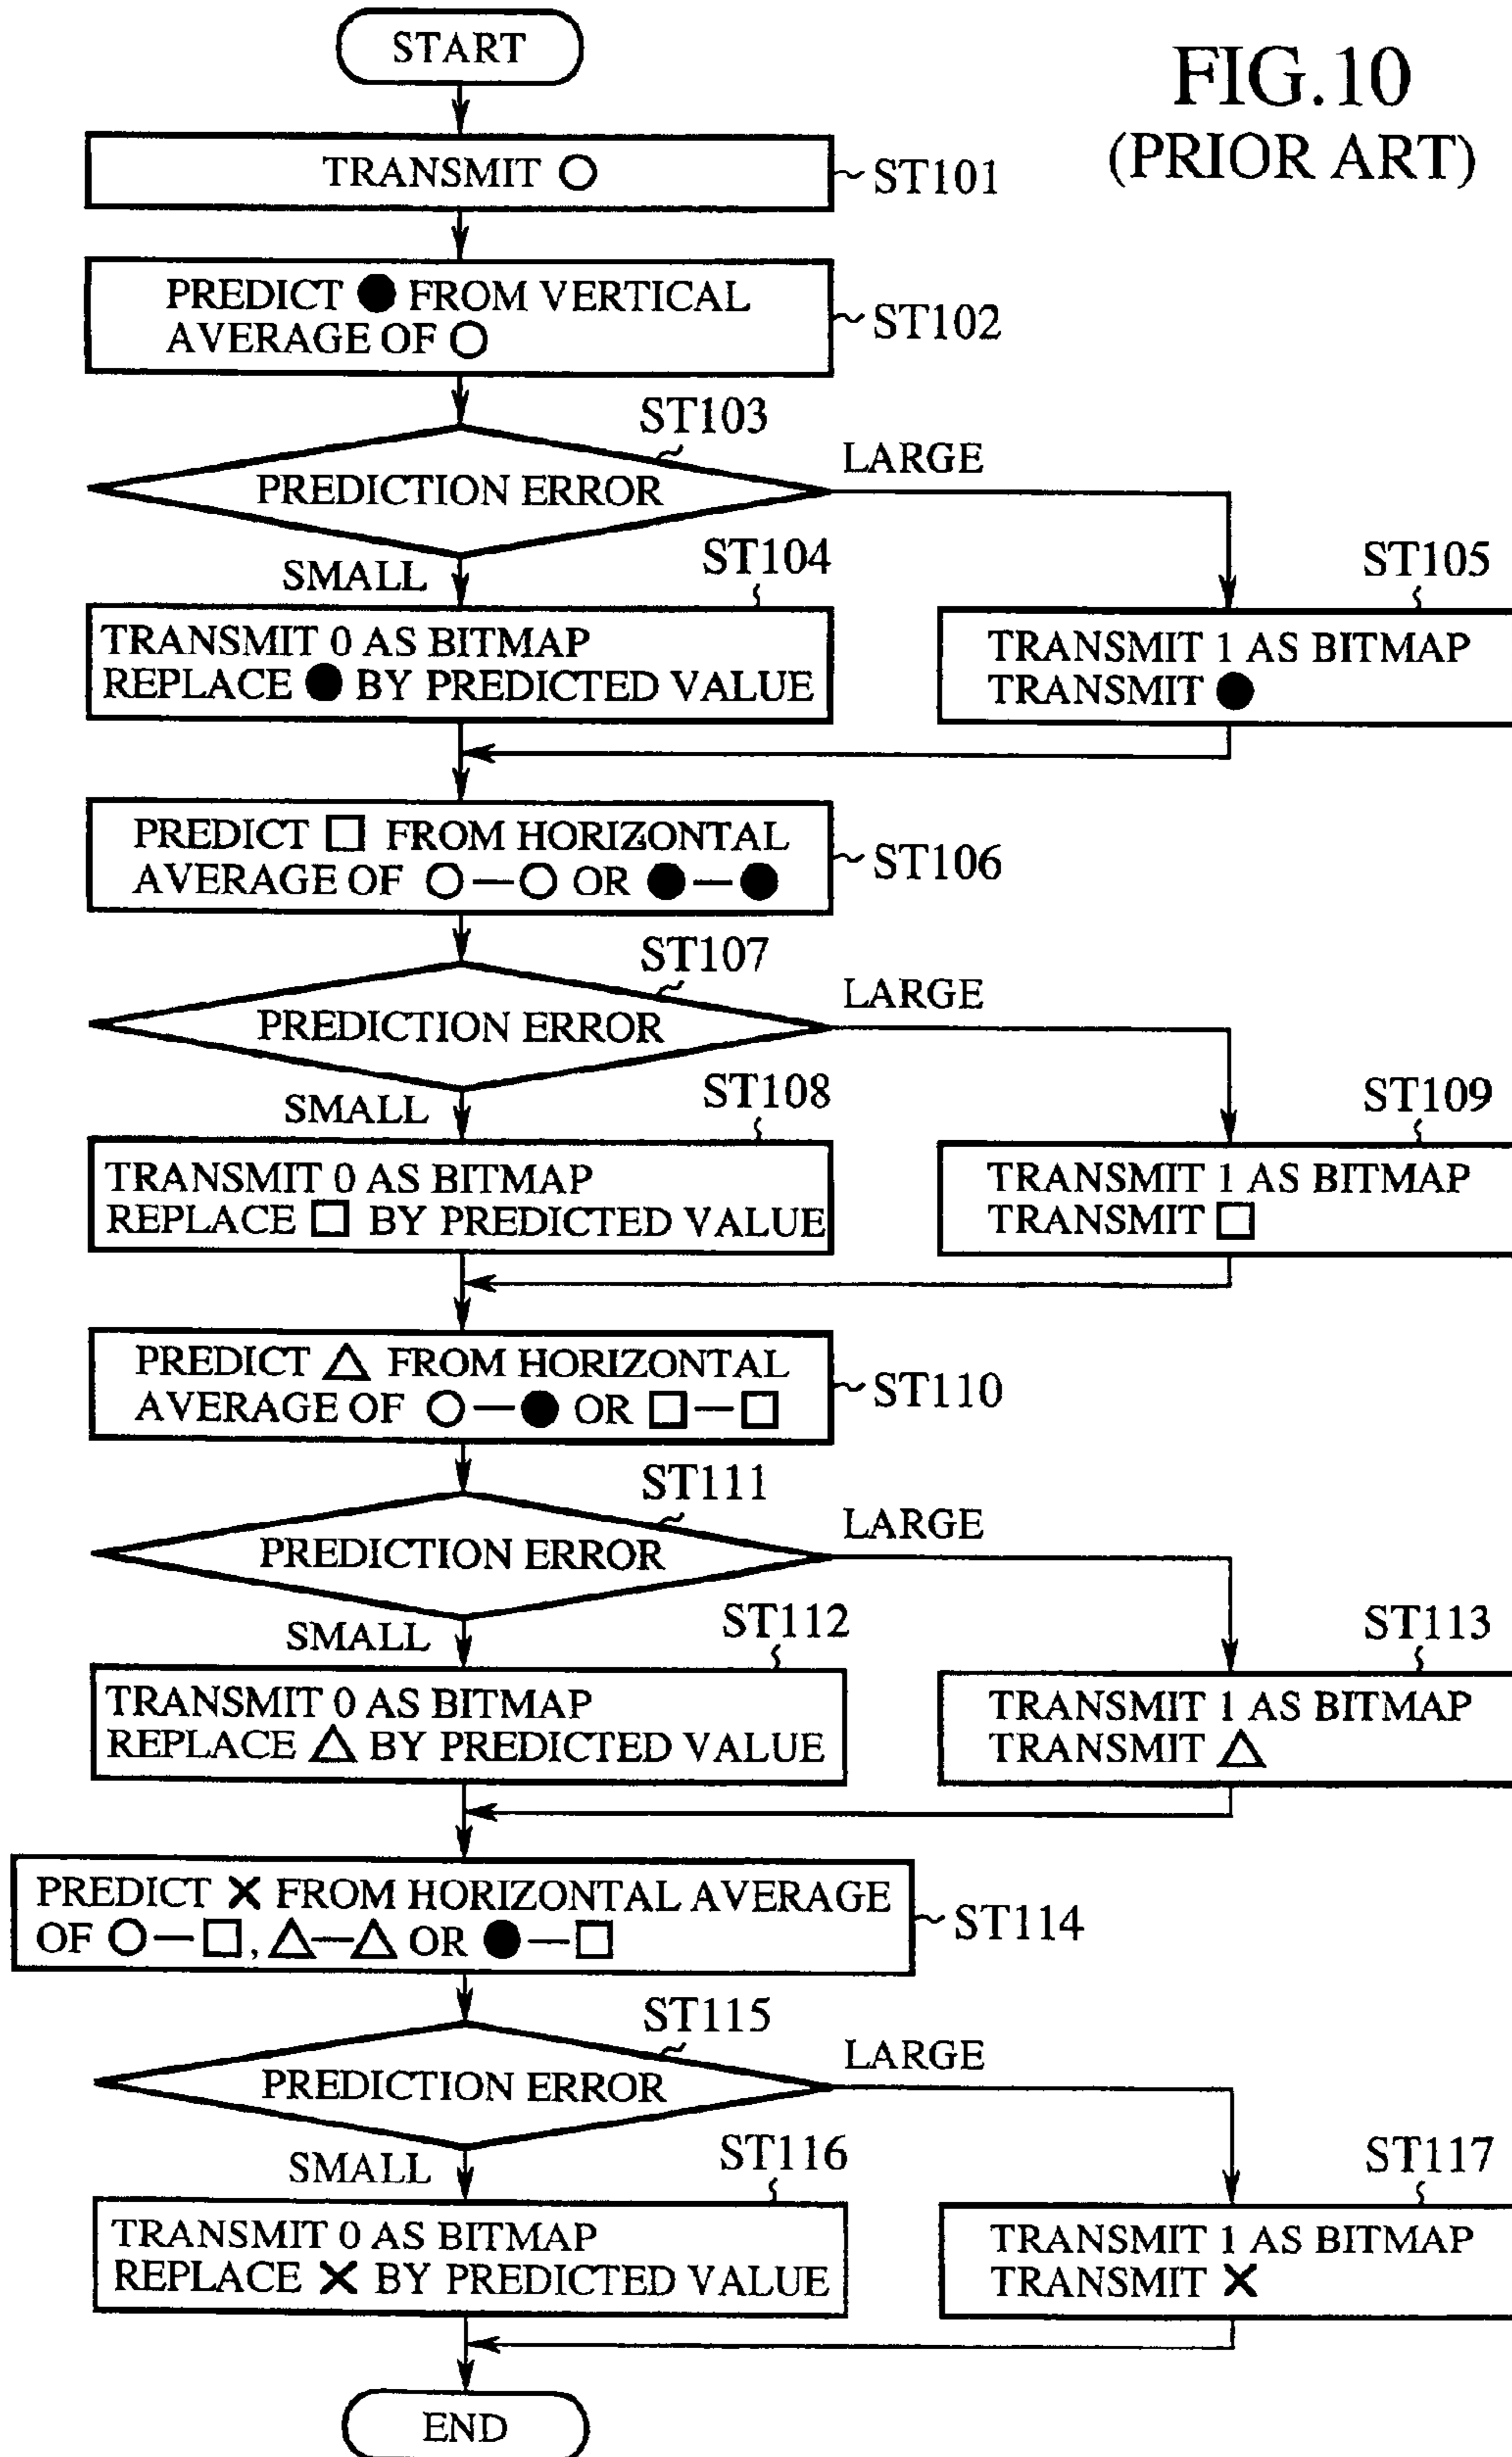 FIG.10
(PRIOR ART)
START
TRANSMIT ○
ST101
PREDICT ● FROM VERTICAL
AVERAGE OF ○
ST102
ST103
PREDICTION ERROR
LARGE
SMALL
ST104
TRANSMIT 0 AS BITMAP
REPLACE ● BY PREDICTED VALUE
ST105
TRANSMIT 1 AS BITMAP
TRANSMIT ●
PREDICT □ FROM HORIZONTAL
AVERAGE OF ○—○ OR ●—●
ST106
ST107
PREDICTION ERROR
LARGE
SMALL
ST108
TRANSMIT 0 AS BITMAP
REPLACE □ BY PREDICTED VALUE
ST109
TRANSMIT 1 AS BITMAP
TRANSMIT □
PREDICT △ FROM HORIZONTAL
AVERAGE OF ○—● OR □—□
ST110
ST111
PREDICTION ERROR
LARGE
SMALL
ST112
TRANSMIT 0 AS BITMAP
REPLACE △ BY PREDICTED VALUE
ST113
TRANSMIT 1 AS BITMAP
TRANSMIT △
PREDICT ✕ FROM HORIZONTAL AVERAGE
OF ○—□, △—△ OR ●—□
ST114
ST115
PREDICTION ERROR
LARGE
SMALL
ST116
TRANSMIT 0 AS BITMAP
REPLACE ✕ BY PREDICTED VALUE
ST117
TRANSMIT 1 AS BITMAP
TRANSMIT ✕
END